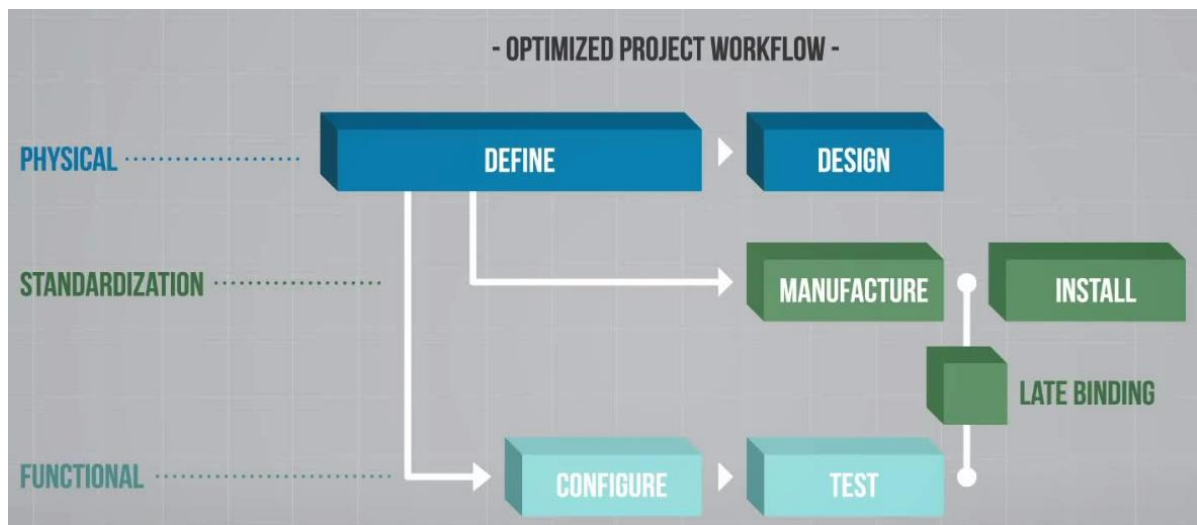 - OPTIMIZED PROJECT WORKFLOW -
PHYSICAL
DEFINE
DESIGN
STANDARDIZATION
MANUFACTURE
INSTALL
LATE BINDING
FUNCTIONAL
CONFIGURE
TEST